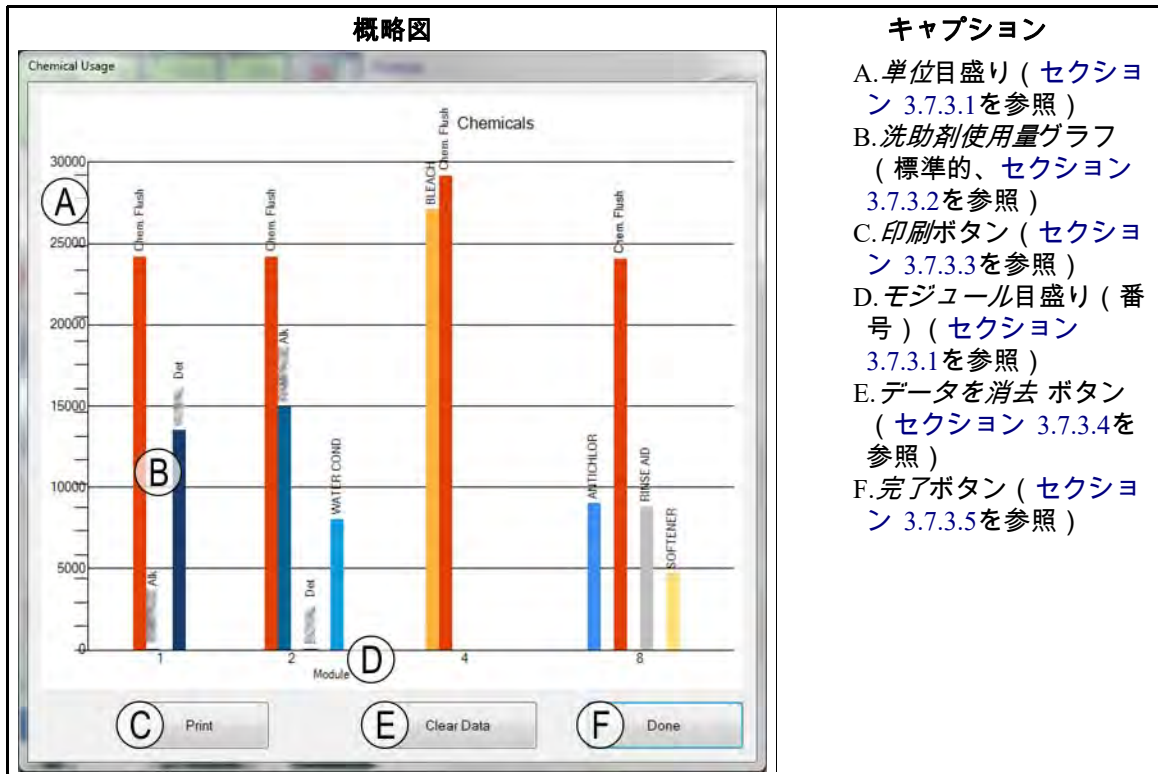 概略図
キャプション
Chemical Usage
Chemicals
30000
25000
20000
15000
10000
5000
0
A
B
Chem. Flush
Alk
Det
Chem. Flush
Alk
Det
WATER COND
BLEACH
Chem. Flush
ANTICHLOR
Chem. Flush
RINSE AID
SOFTENER
1
2
4
8
Module
D
C
Print
E
Clear Data
F
Done
A.単位目盛り（セクショ
ン 3.7.3.1を参照）
B.洗助剤使用量グラフ
（標準的、セクション
3.7.3.2を参照）
C.印刷ボタン（セクショ
ン 3.7.3.3を参照）
D.モジュール目盛り（番
号）（セクション
3.7.3.1を参照）
E.データを消去 ボタン
（セクション 3.7.3.4を
参照）
F.完了ボタン（セクショ
ン 3.7.3.5を参照）